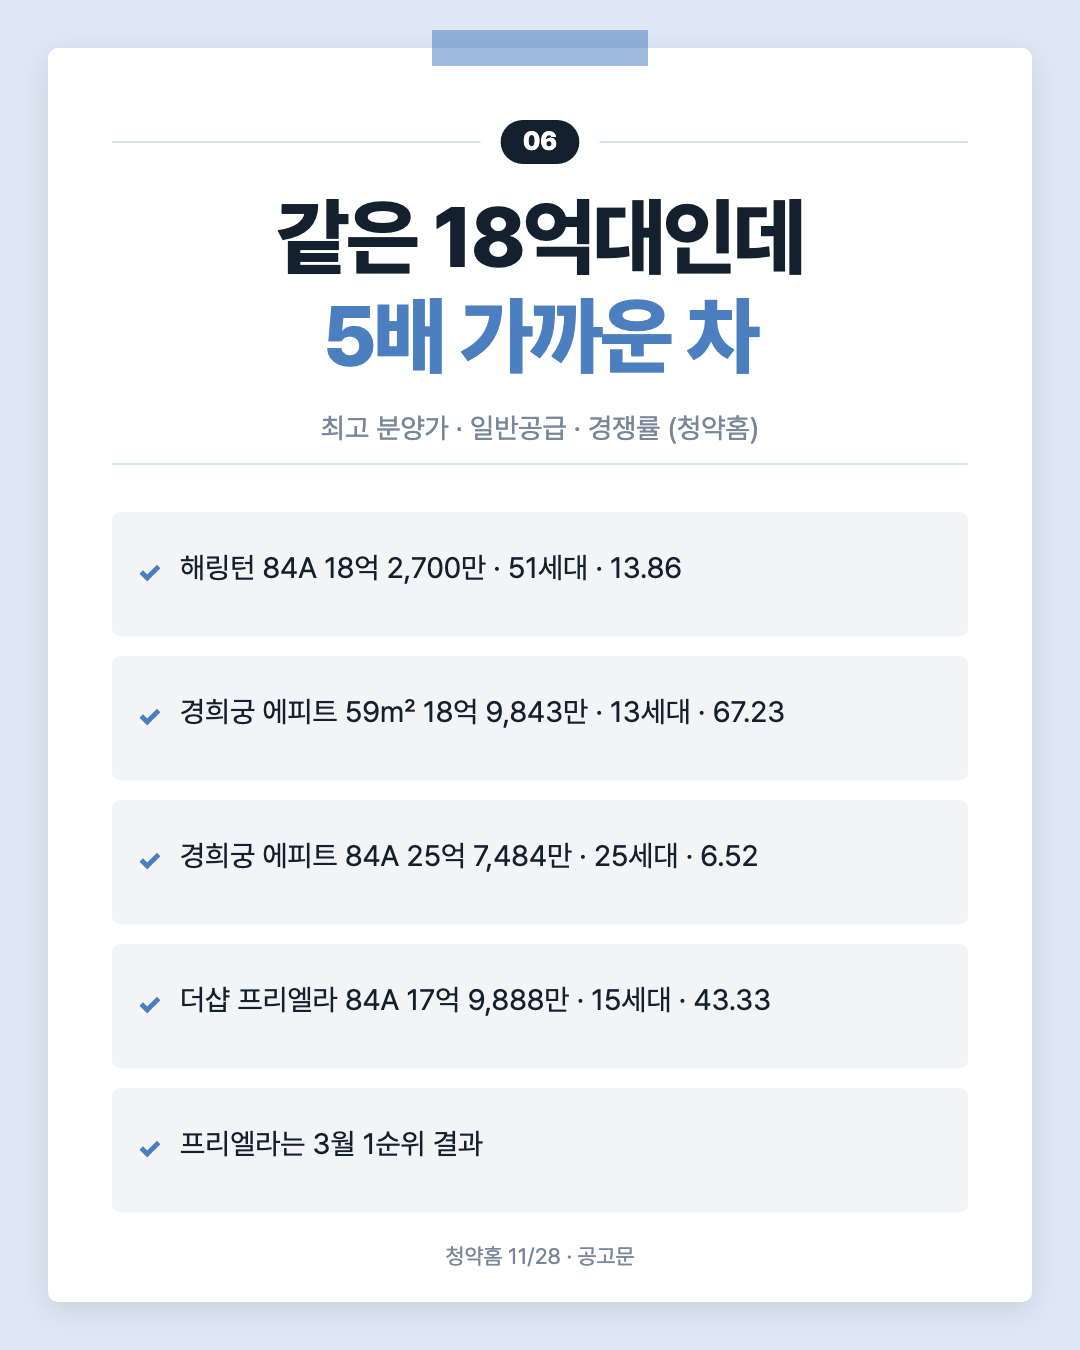 06
같은 18억대인데
5배 가까운 차
최고 분양가 · 일반공급 · 경쟁률 (청약홈)
해링턴 84A 18억 2,700만 · 51세대 · 13.86
경희궁 에피트 59m² 18억 9,843만 · 13세대 · 67.23
경희궁 에피트 84A 25억 7,484만 · 25세대 · 6.52
더샵 프리엘라 84A 17억 9,888만 · 15세대 · 43.33
프리엘라는 3월 1순위 결과
청약홈 11/28 · 공고문